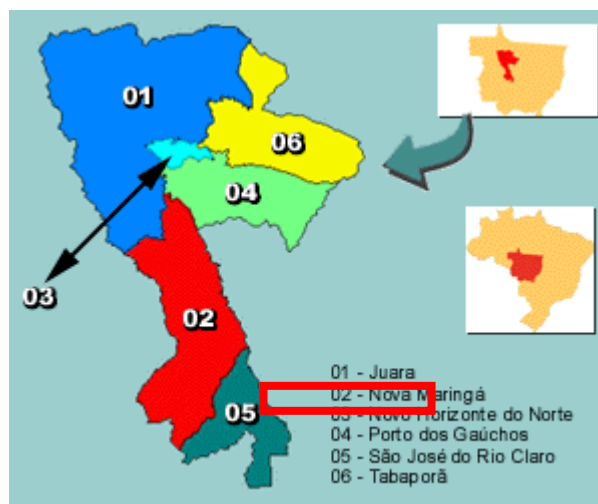 01
06
04
03
02
05
01 - Juara
02 - Nova Maringá
03 - Novo Horizonte do Norte
04 - Porto dos Gaúchos
05 - São José do Rio Claro
06 - Tabaporã